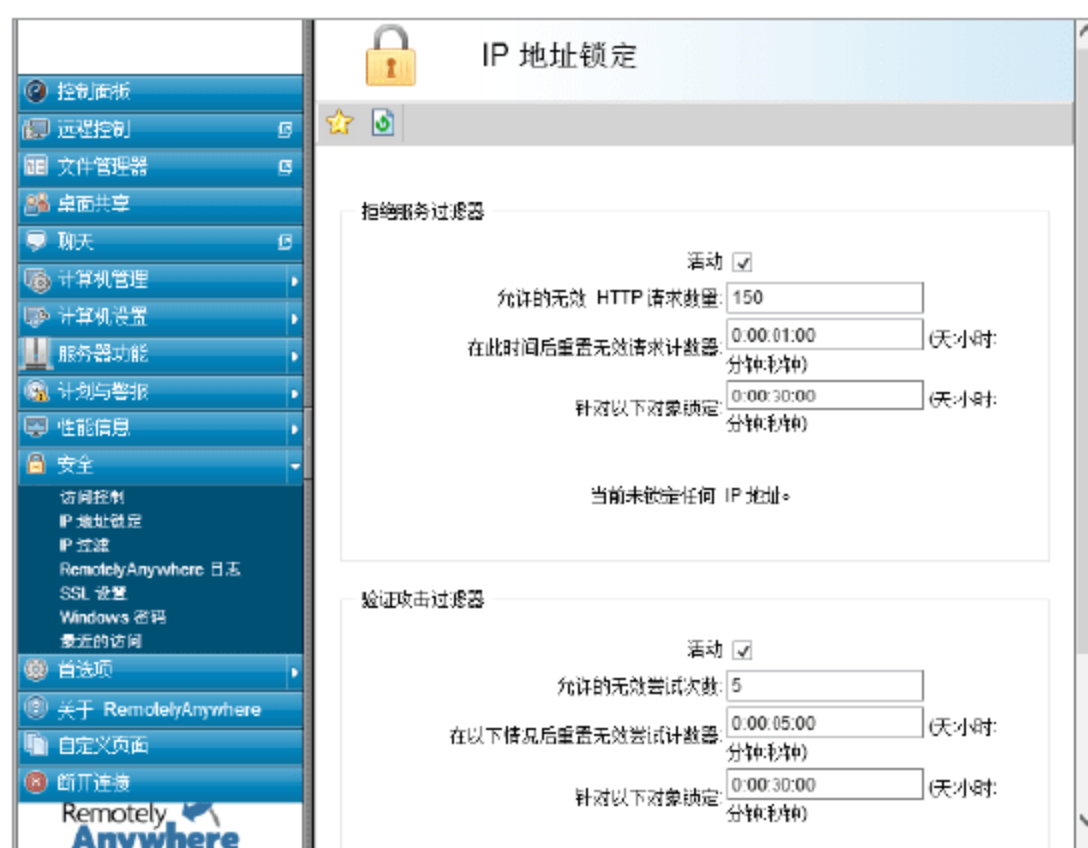 控制面板
远程控制
文件管理器
桌面共享
聊天
计算机管理
计算机设置
服务器功能
计划与警报
性能信息
安全
访问控制
IP 地址锁定
IP 过滤
RemotelyAnywhere 日志
SSL 设置
Windows 密码
最近的访问
首选项
关于 RemotelyAnywhere
自定义页面
断开连接
Remotely
Anywhere
IP 地址锁定
拒绝服务过滤器
活动
允许的无效 HTTP 请求数量: 150
在此时间后重置无效请求计数器: 0:00:01:00 (天:小时:
分钟:秒钟)
针对以下对象锁定: 0:00:30:00 (天:小时:
分钟:秒钟)
当前未锁定任何 IP 地址。
验证攻击过滤器
活动
允许的无效尝试次数: 5
在以下情况后重置无效尝试计数器: 0:00:05:00 (天:小时:
分钟:秒钟)
针对以下对象锁定: 0:00:30:00 (天:小时:
分钟:秒钟)